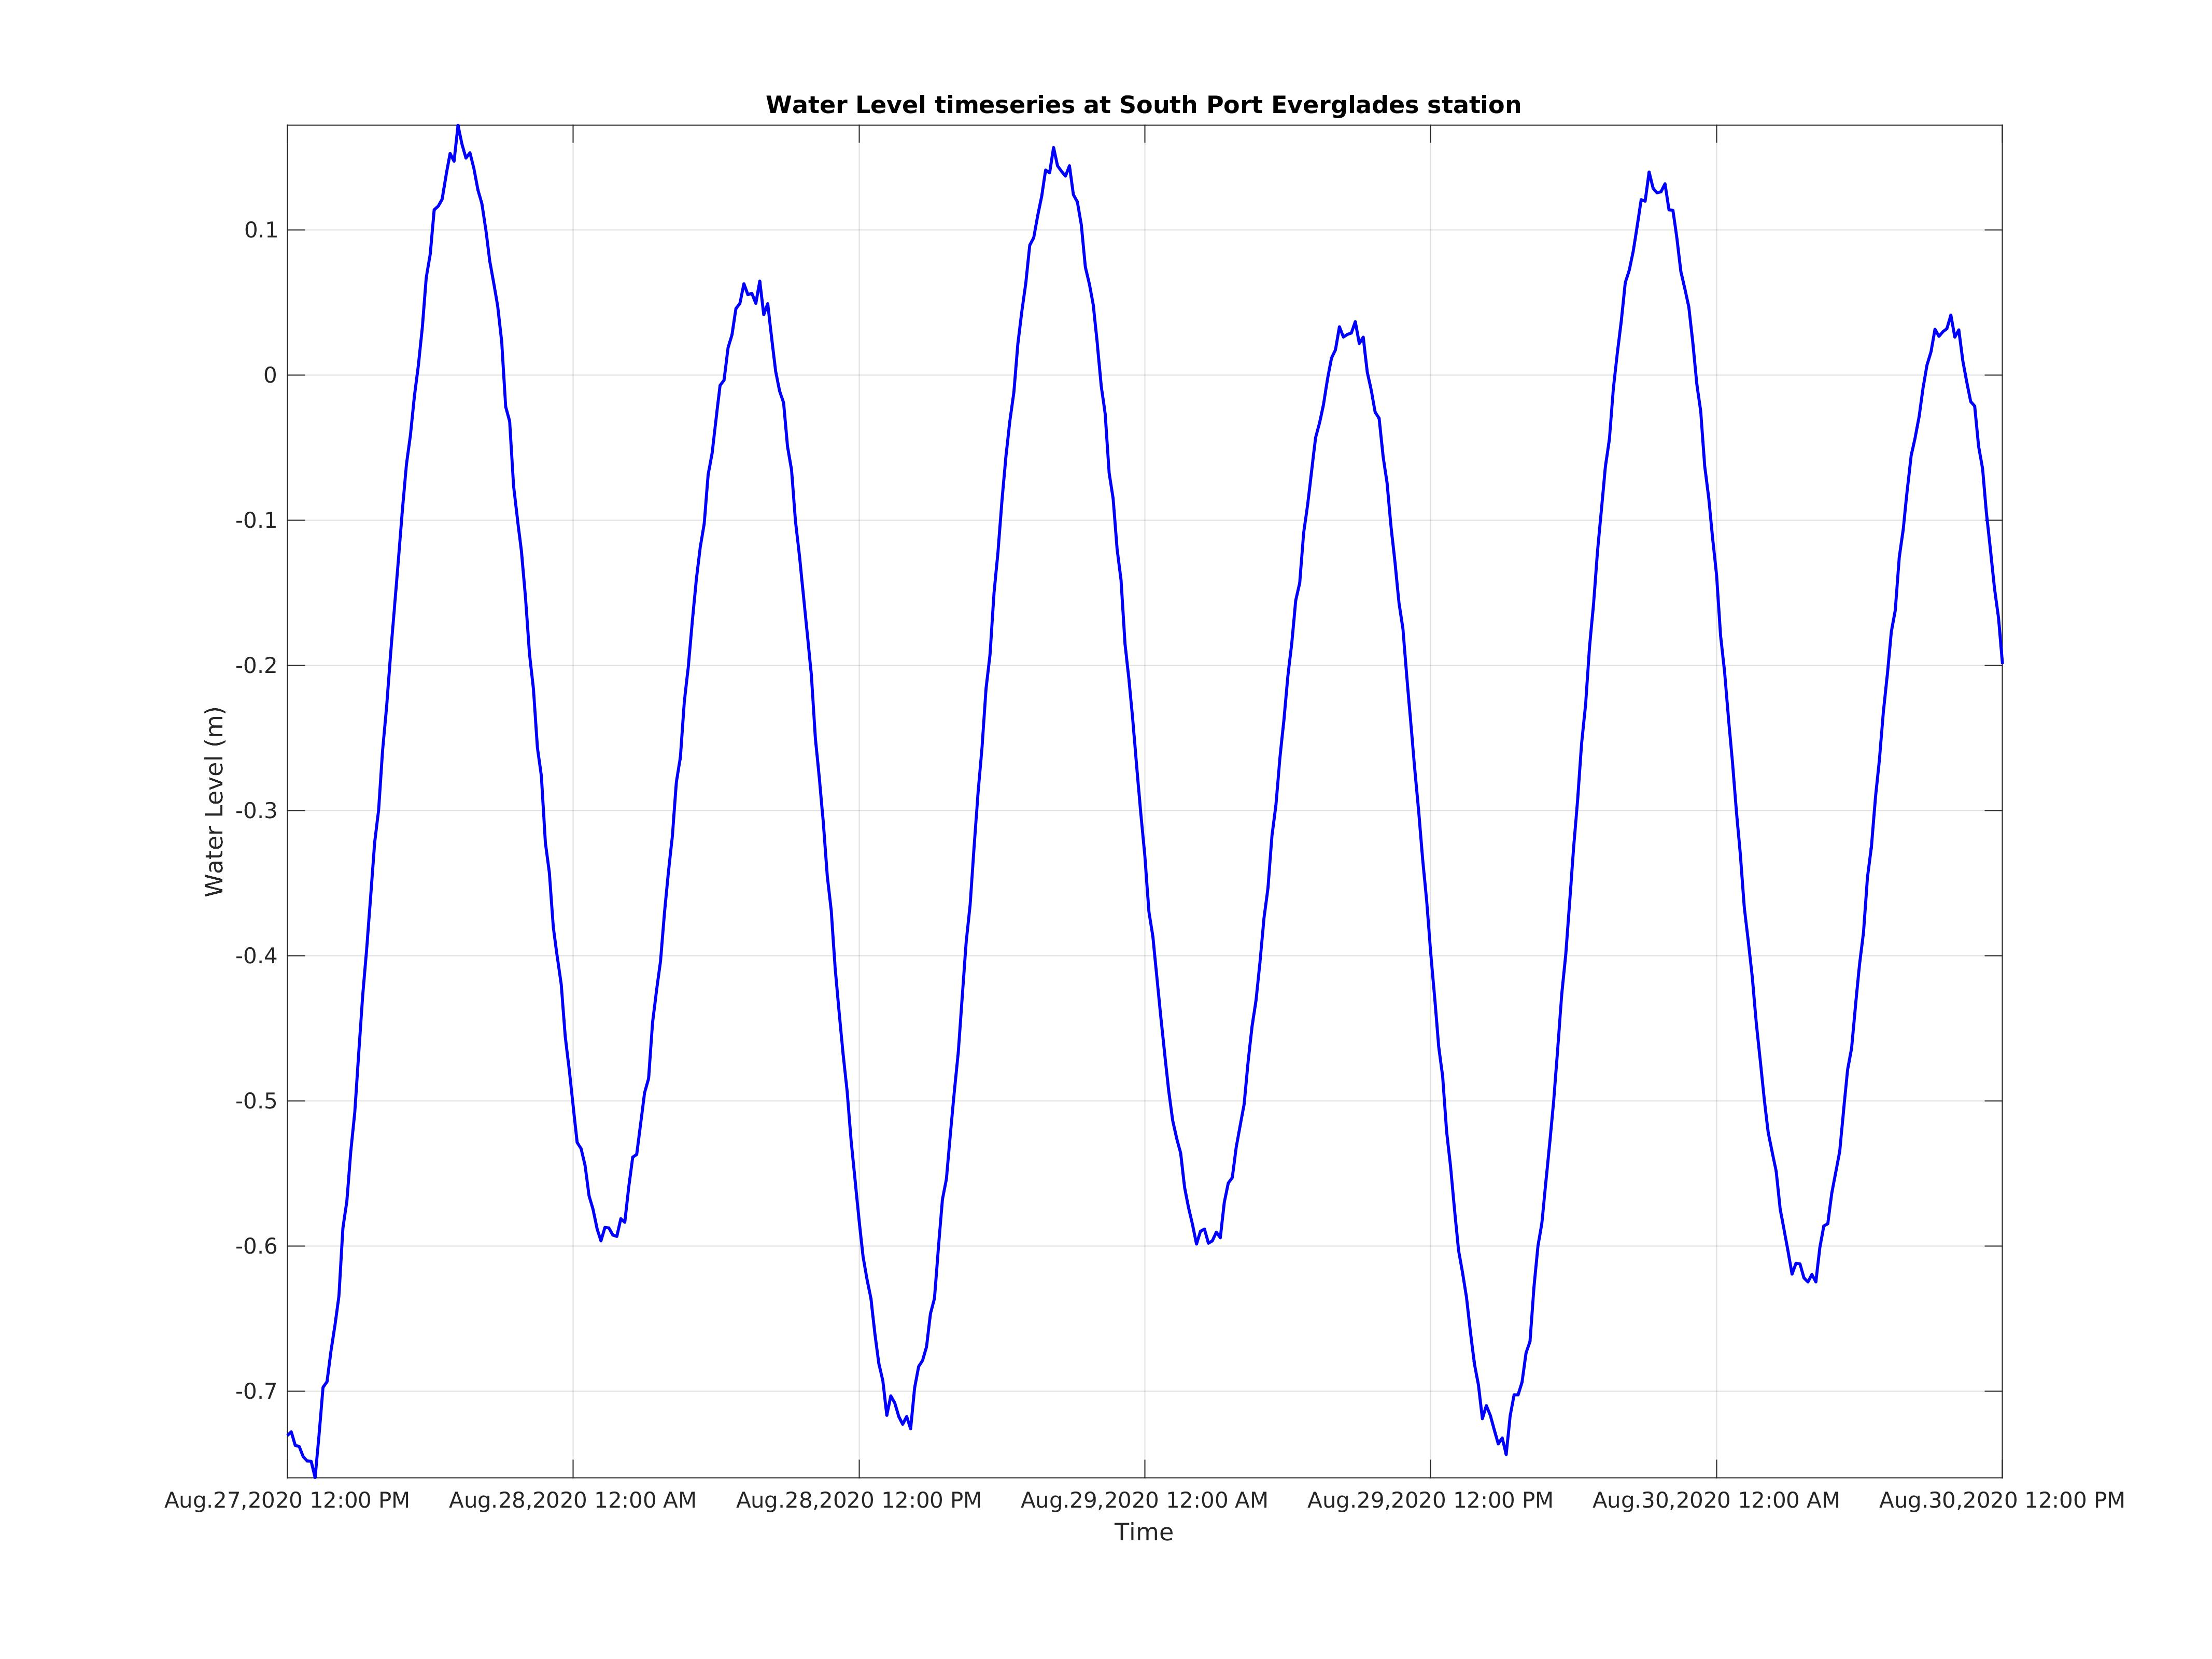 Water Level timeseries at South Port Everglades station
0.1
0
-0.1
-0.2
-0.3
-0.4
-0.5
-0.6
-0.7
Water Level (m)
Aug.27,2020 12:00 PM Aug.28,2020 12:00 AM Aug.28,2020 12:00 PM Aug.29,2020 12:00 AM Aug.29,2020 12:00 PM Aug.30,2020 12:00 AM Aug.30,2020 12:00 PM
Time